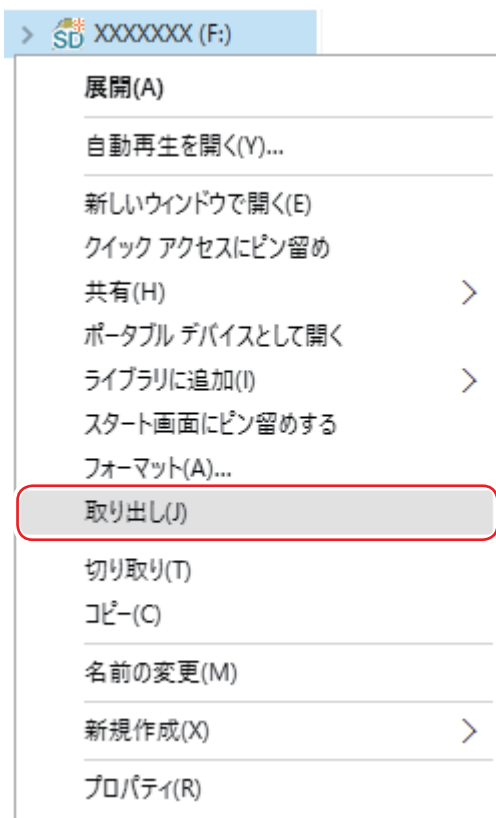 SD XXXXXXX (F:)
展開(A)
自動再生を開く(Y)...
新しいウィンドウで開く(E)
クイック アクセスにピン留め
共有(H)
ポータブル デバイスとして開く
ライブラリに追加(I)
スタート画面にピン留めする
フォーマット(A)...
取り出し(J)
切り取り(T)
コピー(C)
名前の変更(M)
新規作成(X)
プロパティ(R)